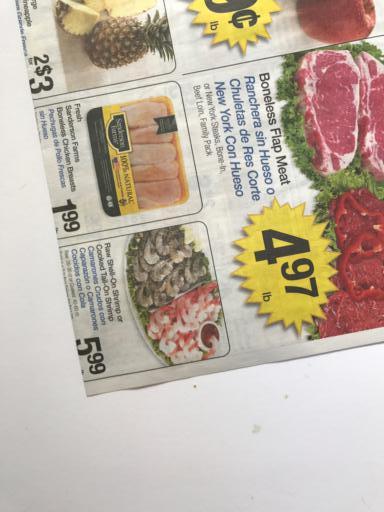 ¢
lb
2$3
Boneless Flap Meat
Ranchera sin Hueso o
Chuletas de Res Corte
New York Con Hueso
or New York Steaks, Bone-In,
Beef Loin, Family Pack
4.97
lb
Sanderson Farms
100% NATURAL
Fresh
Sanderson Farms
Boneless Chicken Breasts
Pechugas de Pollo Frescas
sin Hueso
1.99
Raw Shell-On Shrimp or
Cooked Tail-On Shrimp
Camarones Crudos con
Caparazón o Camarones
Cocidos con Cola
5.99